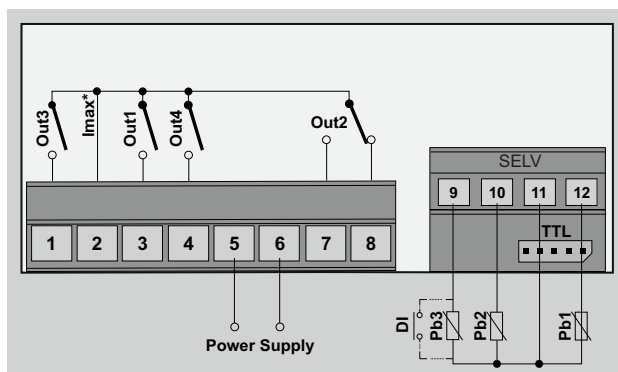 Out3
Imax*
Out1
Out4
Out2
SELV
9 10 11 12
TTL
1 2 3 4 5 6 7 8
DI
Pb3
Pb2
Pb1
Power Supply